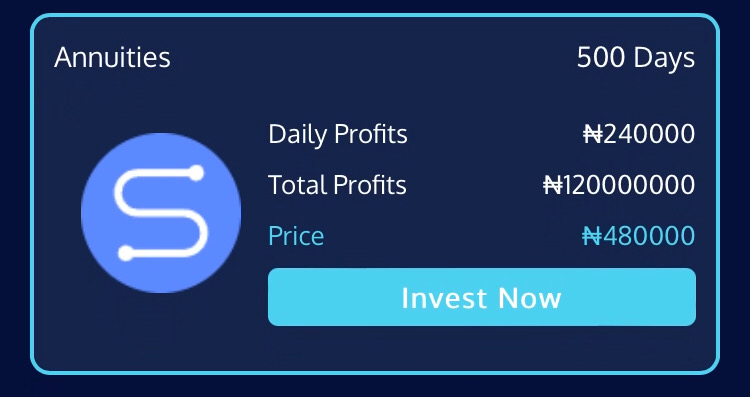 Annuities 500 Days
Daily Profits ₦240000
Total Profits ₦120000000
Price ₦480000
Invest Now